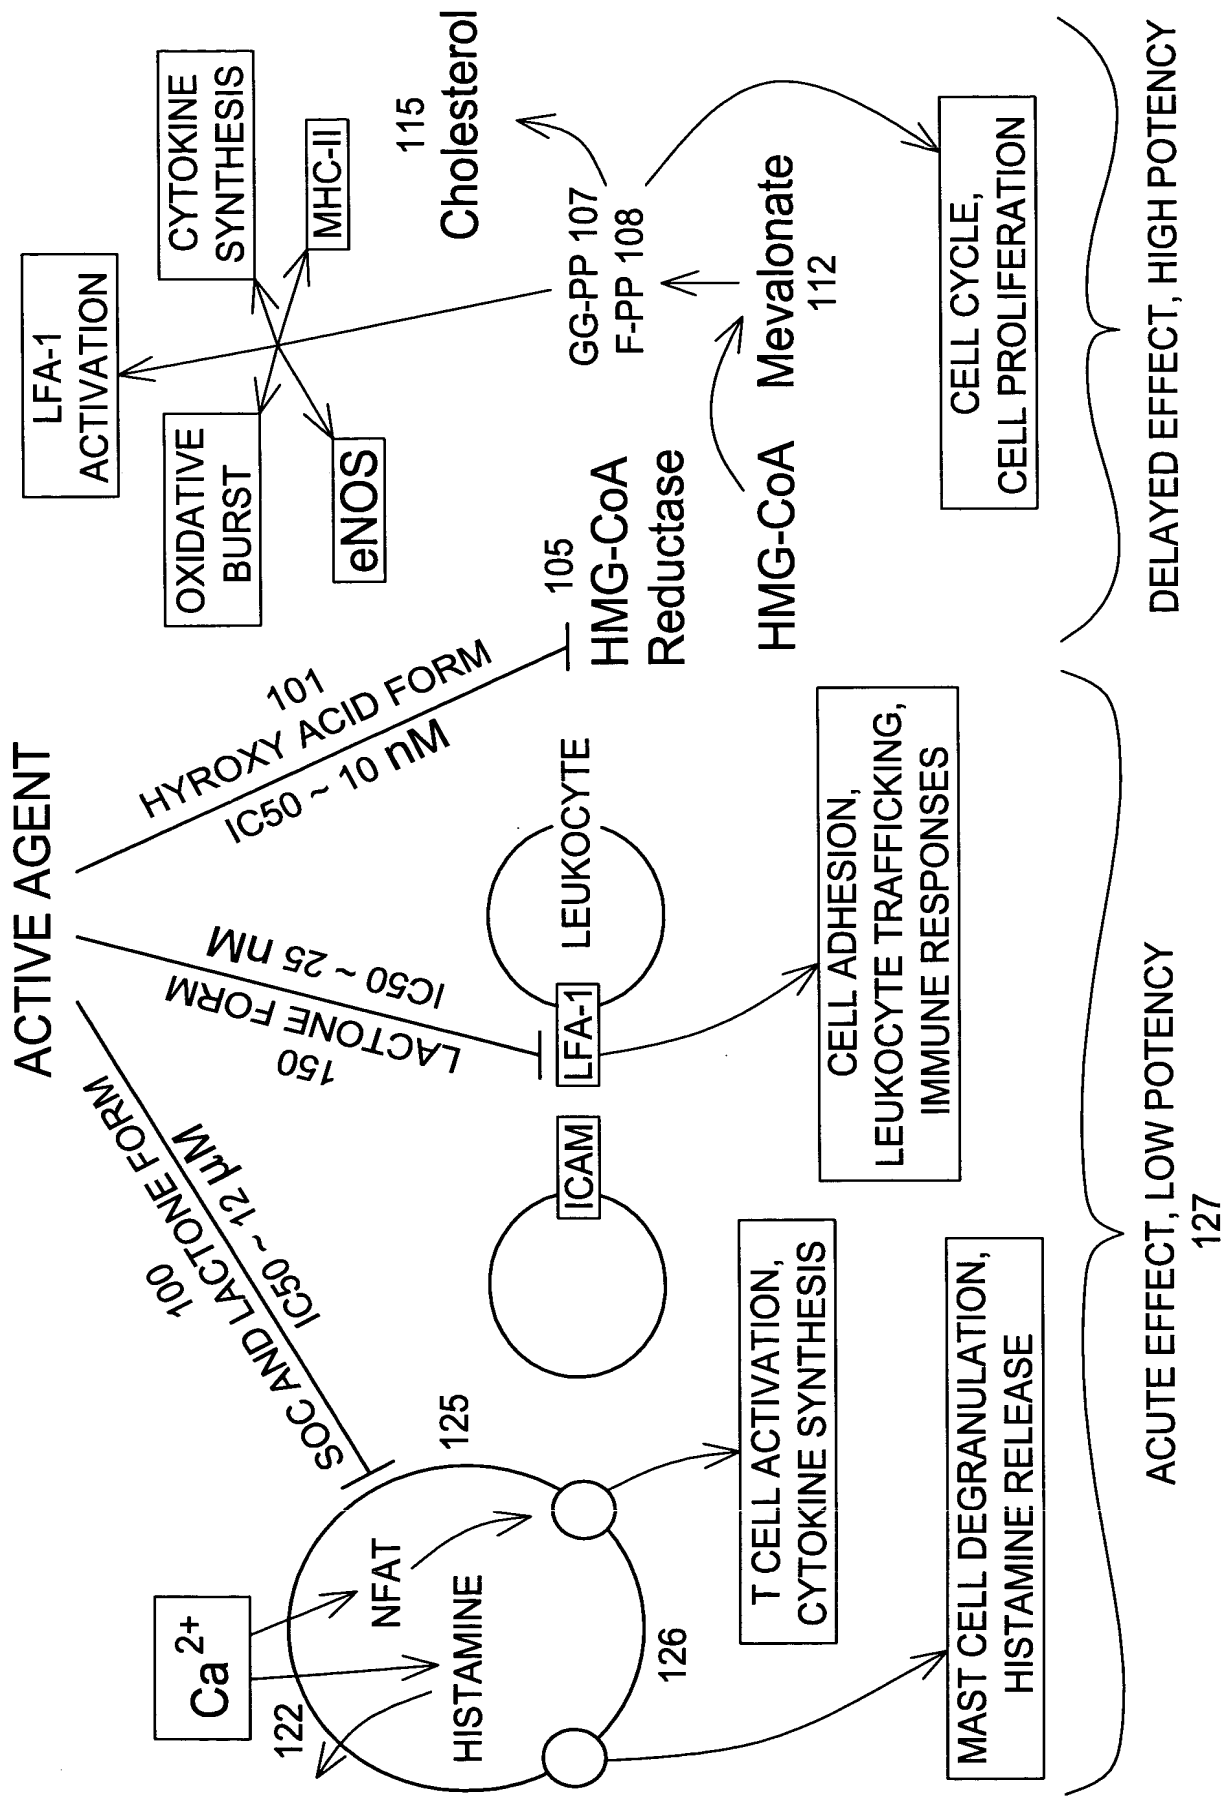 ACTIVE AGENT
100
SOC AND LACTONE FORM
IC50 ~ 12 µM
150
LACTONE FORM
IC50 ~ 25 nM
101
HYROXY ACID FORM
IC50 ~ 10 nM
Ca2+
122
NFAT
HISTAMINE
125
126
ICAM
LFA-1
LEUKOCYTE
T CELL ACTIVATION,
CYTOKINE SYNTHESIS
MAST CELL DEGRANULATION,
HISTAMINE RELEASE
CELL ADHESION,
LEUKOCYTE TRAFFICKING,
IMMUNE RESPONSES
ACUTE EFFECT, LOW POTENCY
127
LFA-1
ACTIVATION
OXIDATIVE
BURST
CYTOKINE
SYNTHESIS
eNOS
MHC-II
115
Cholesterol
105
HMG-CoA
Reductase
GG-PP 107
F-PP 108
HMG-CoA
Mevalonate
112
CELL CYCLE,
CELL PROLIFERATION
DELAYED EFFECT, HIGH POTENCY